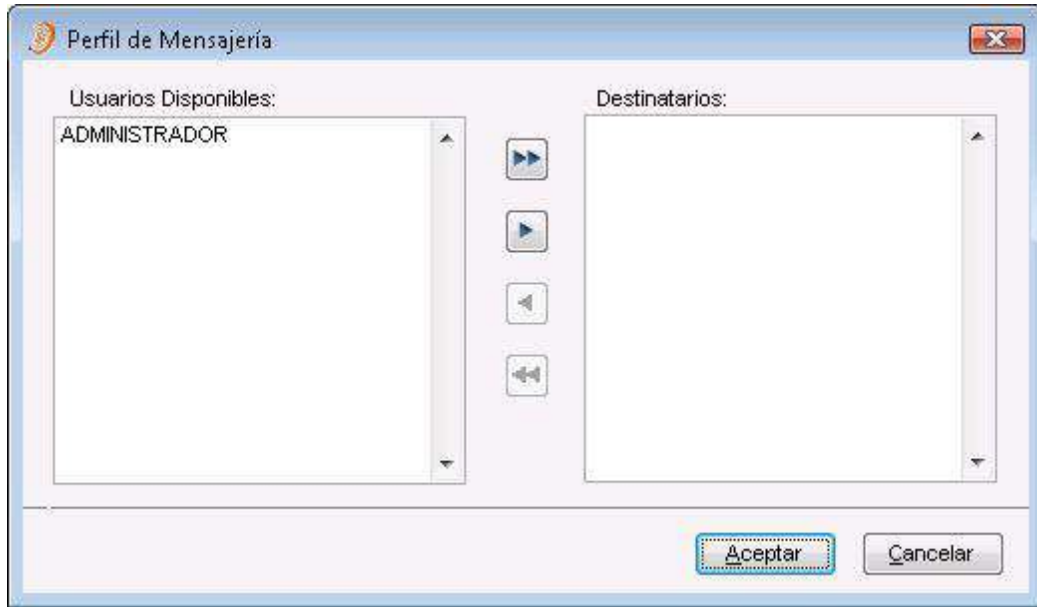 Perfil de Mensajería
Usuarios Disponibles:
Destinatarios:
ADMINISTRADOR
Aceptar
Cancelar